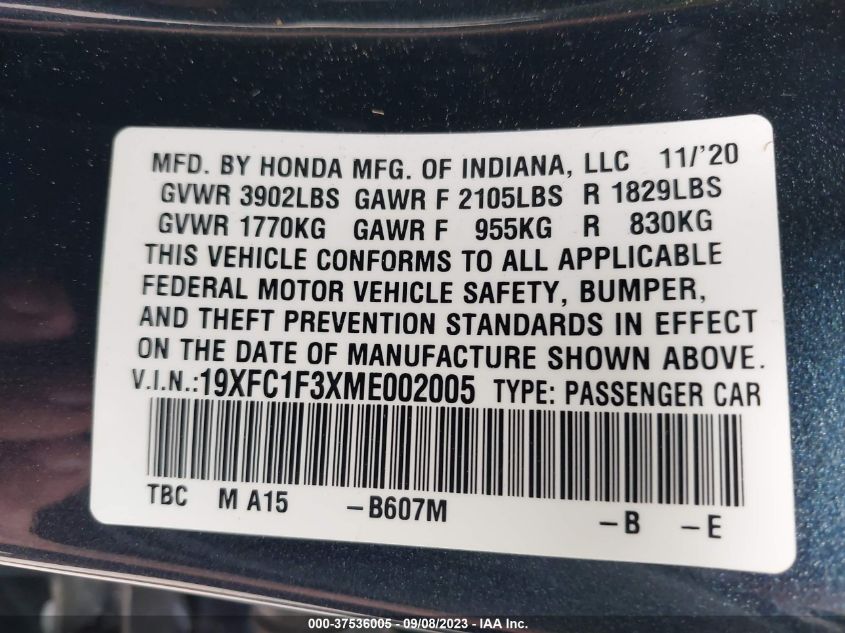 MFD. BY HONDA MFG. OF INDIANA, LLC 11/'20
GVWR 3902LBS GAWR F 2105LBS R 1829LBS
GVWR 1770KG GAWR F 955KG R 830KG
THIS VEHICLE CONFORMS TO ALL APPLICABLE
FEDERAL MOTOR VEHICLE SAFETY, BUMPER,
AND THEFT PREVENTION STANDARDS IN EFFECT
ON THE DATE OF MANUFACTURE SHOWN ABOVE.
V.I.N.:19XFC1F3XME002005 TYPE: PASSENGER CAR
TBC M A15 -B607M -B -E
000-37536005 - 09/08/2023 - IAA Inc.